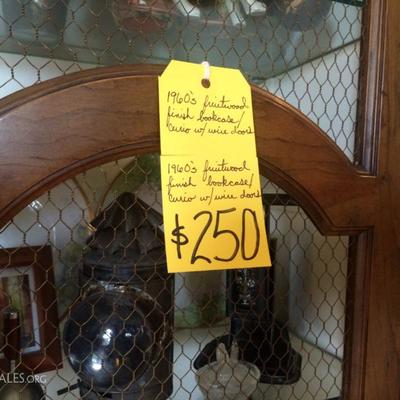 1960's fruitwood
finish bookcase/
Curio w/ wire doors
1960's fruitwood
finish bookcase/
Curio w/ wire doors
$250
ALES.ORG